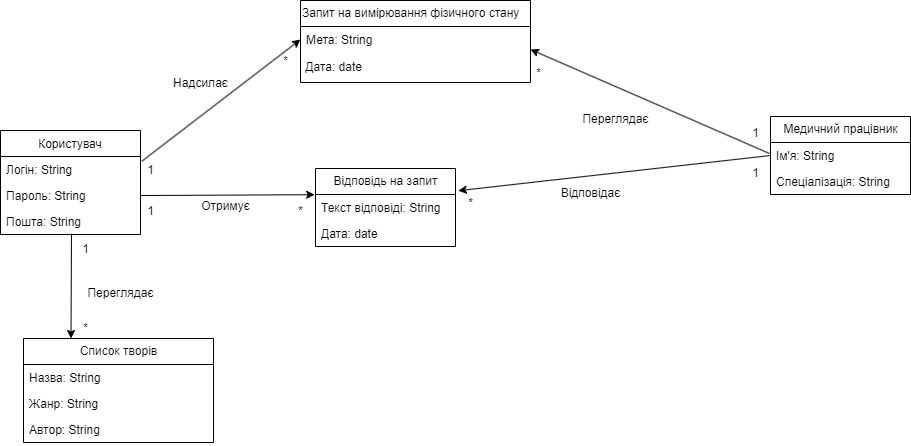 Запит на вимірювання фізичного стану
Мета: String
Дата: date
*
*
Надсилає
Переглядає
Користувач
Логін: String
Пароль: String
Пошта: String
1
1
1
Отримує
*
Відповідь на запит
Текст відповіді: String
Дата: date
*
Відповідає
1
1
Медичний працівник
Ім'я: String
Спеціалізація: String
Переглядає
*
Список творів
Назва: String
Жанр: String
Автор: String